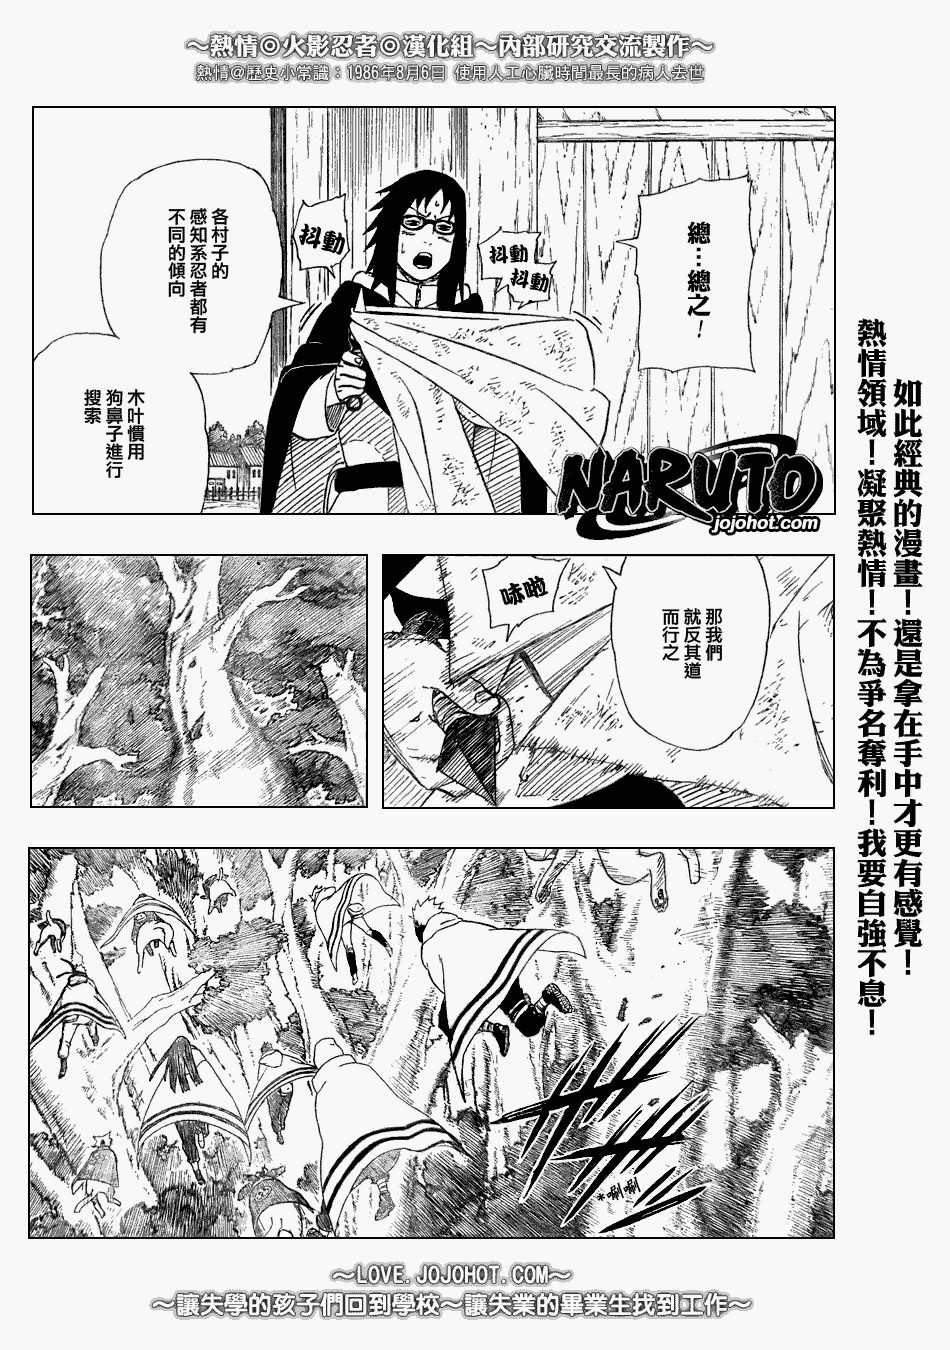 ～熱情◎火影忍者◎漢化組～內部研究交流製作～
熱情@歷史小常識：1986年8月6日 使用人工心臟時間最長的病人去世
總…總之！
抖動
抖動
抖動
各村子的
感知系忍者都有
不同的傾向
木叶慣用
狗鼻子進行
搜索
NARUTO
jojohot.com
如此經典的漫畫！還是拿在手中才更有感覺！
熱情領域！凝聚熱情！不為爭名奪利！我要自強不息！
那我們
就反其道
而行之
哧啦
*唰唰
～LOVE.JOJOHOT.COM～
～讓失學的孩子們回到學校～讓失業的畢業生找到工作～